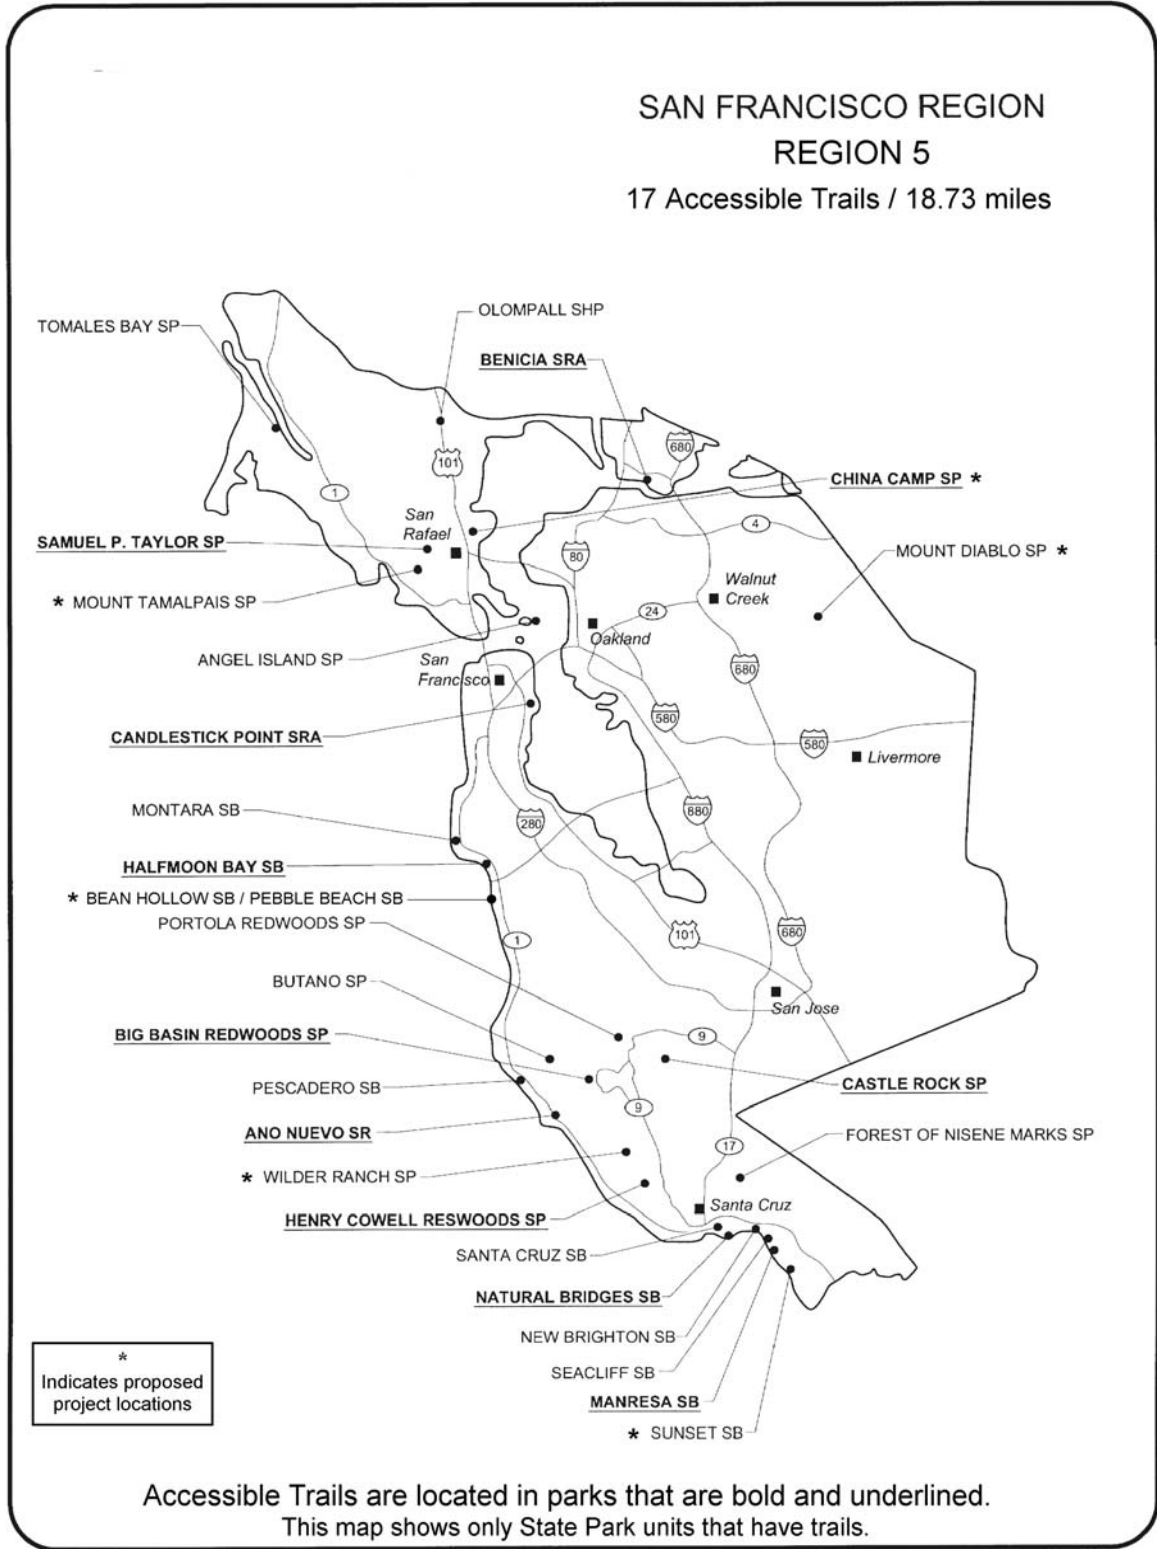 SAN FRANCISCO REGION
REGION 5
17 Accessible Trails / 18.73 miles
TOMALES BAY SP
OLOMPALL SHP
BENICIA SRA
680
101
CHINA CAMP SP *
1
San
Rafael
4
SAMUEL P. TAYLOR SP
80
MOUNT DIABLO SP *
Walnut
Creek
* MOUNT TAMALPAIS SP
24
Oakland
ANGEL ISLAND SP
San
Francisco
680
580
CANDLESTICK POINT SRA
580
Livermore
MONTARA SB
280
880
HALFMOON BAY SB
* BEAN HOLLOW SB / PEBBLE BEACH SB
PORTOLA REDWOODS SP
1
101
680
BUTANO SP
San Jose
BIG BASIN REDWOODS SP
9
PESCADERO SB
CASTLE ROCK SP
9
ANO NUEVO SR
17
FOREST OF NISENE MARKS SP
* WILDER RANCH SP
Santa Cruz
HENRY COWELL RESWOODS SP
SANTA CRUZ SB
NATURAL BRIDGES SB
NEW BRIGHTON SB
SEACLIFF SB
MANRESA SB
* SUNSET SB
*
Indicates proposed
project locations
Accessible Trails are located in parks that are bold and underlined.
This map shows only State Park units that have trails.